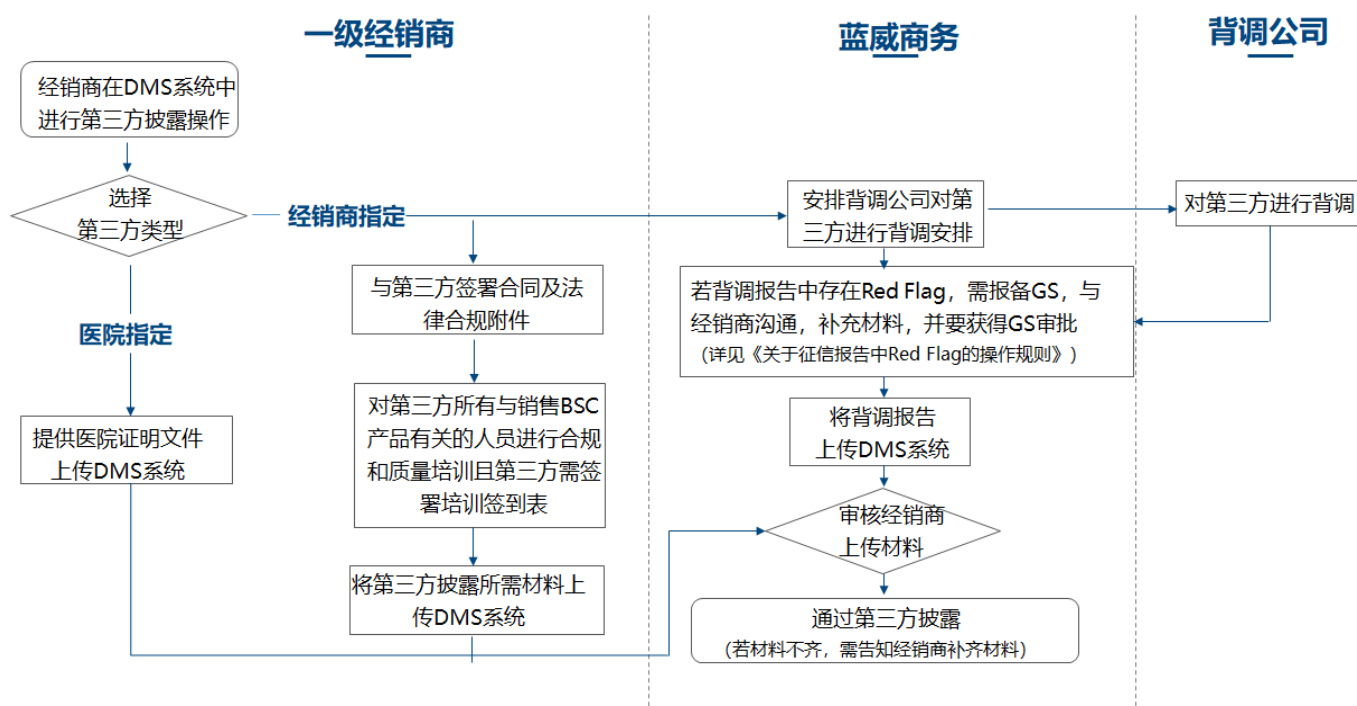 一级经销商
蓝威商务
背调公司
经销商在DMS系统中
进行第三方披露操作
选择
第三方类型
经销商指定
医院指定
提供医院证明文件
上传DMS系统
与第三方签署合同及法
律合规附件
对第三方所有与销售BSC
产品有关的人员进行合规
和质量培训且第三方需签
署培训签到表
将第三方披露所需材料上
传DMS系统
安排背调公司对第
三方进行背调安排
对第三方进行背调
若背调报告中存在Red Flag，需报备GS，与
经销商沟通，补充材料，并要获得GS审批
（详见《关于征信报告中Red Flag的操作规则》）
将背调报告
上传DMS系统
审核经销商
上传材料
通过第三方披露
（若材料不齐，需告知经销商补齐材料）